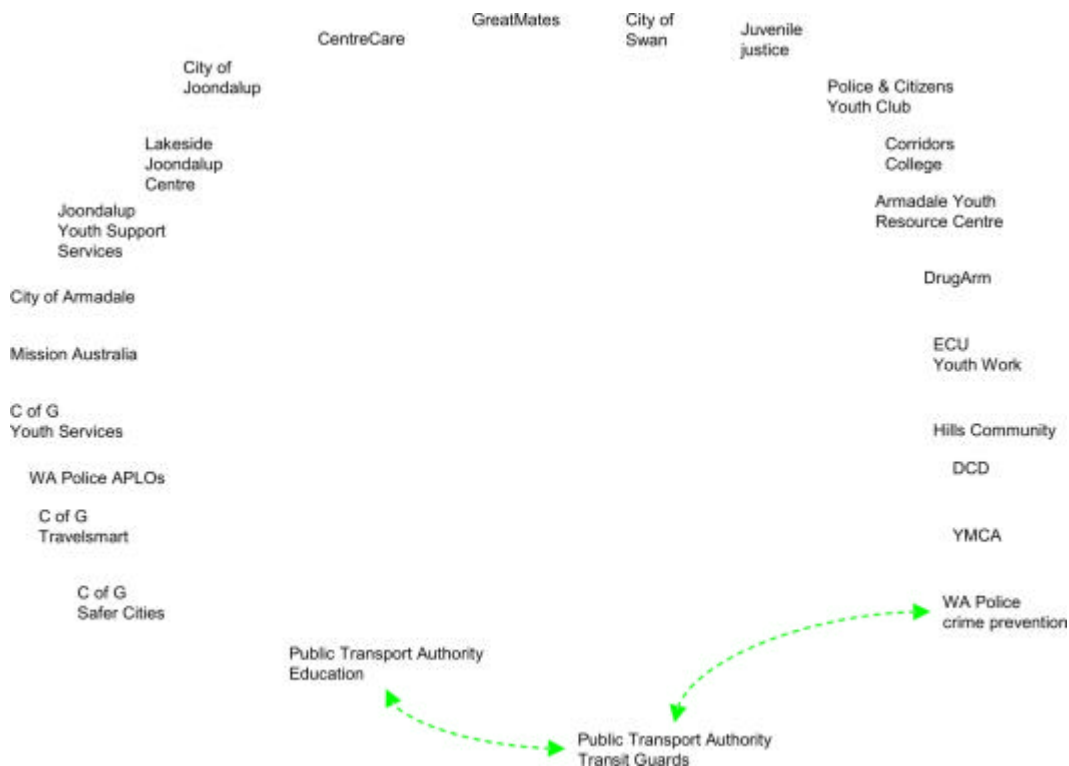 GreatMates
City of
Swan
CentreCare
Juvenile
justice
City of
Joondalup
Police & Citizens
Youth Club
Lakeside
Joondalup
Centre
Corridors
College
Joondalup
Youth Support
Services
Armadale Youth
Resource Centre
DrugArm
City of Armadale
Mission Australia
ECU
Youth Work
C of G
Youth Services
Hills Community
WA Police APLOs
DCD
C of G
Travelsmart
YMCA
C of G
Safer Cities
WA Police
crime prevention
Public Transport Authority
Education
Public Transport Authority
Transit Guards